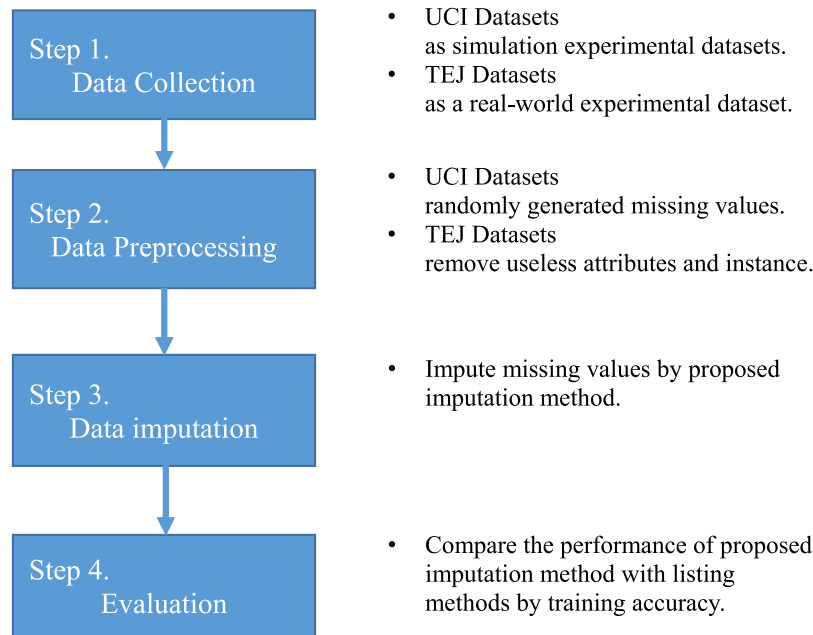 Step 1.
Data Collection
• UCI Datasets
as simulation experimental datasets.
• TEJ Datasets
as a real-world experimental dataset.
Step 2.
Data Preprocessing
• UCI Datasets
randomly generated missing values.
• TEJ Datasets
remove useless attributes and instance.
Step 3.
Data imputation
• Impute missing values by proposed
imputation method.
Step 4.
Evaluation
• Compare the performance of proposed
imputation method with listing
methods by training accuracy.